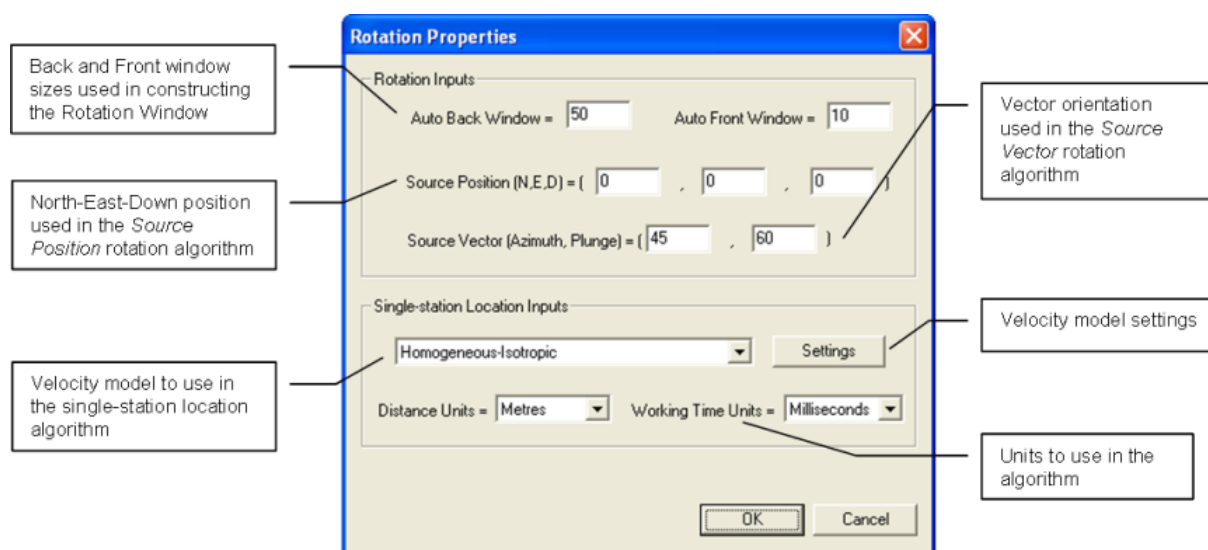 Rotation Properties
Back and Front window
sizes used in constructing
the Rotation Window
Rotation Inputs
Auto Back Window = 50
Auto Front Window = 10
Vector orientation
used in the Source
Vector rotation
algorithm
North-East-Down position
used in the Source
Position rotation algorithm
Source Position (N,E,D) = ( 0 , 0 , 0 )
Source Vector (Azimuth, Plunge) = ( 45 , 60 )
Single-station Location Inputs
Homogeneous-Isotropic
Settings
Velocity model settings
Velocity model to use in
the single-station location
algorithm
Distance Units = Metres
Working Time Units = Milliseconds
Units to use in the
algorithm
OK
Cancel